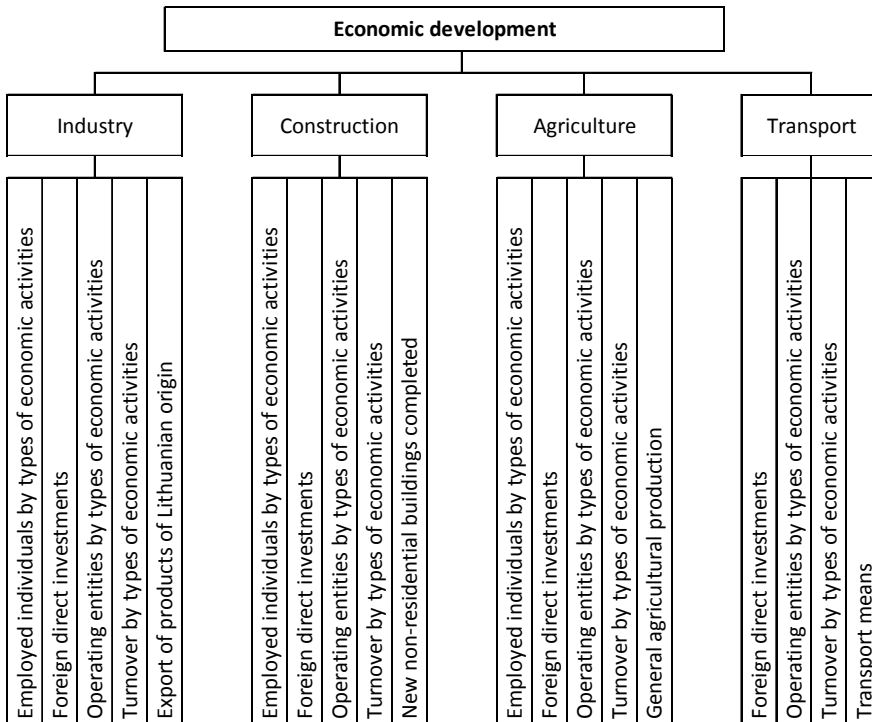 Economic development
Industry
Construction
Agriculture
Transport
Employed individuals by types of economic activities
Foreign direct investments
Operating entities by types of economic activities
Turnover by types of economic activities
Export of products of Lithuanian origin
Employed individuals by types of economic activities
Foreign direct investments
Operating entities by types of economic activities
Turnover by types of economic activities
New non-residential buildings completed
Employed individuals by types of economic activities
Foreign direct investments
Operating entities by types of economic activities
Turnover by types of economic activities
General agricultural production
Foreign direct investments
Operating entities by types of economic activities
Turnover by types of economic activities
Transport means